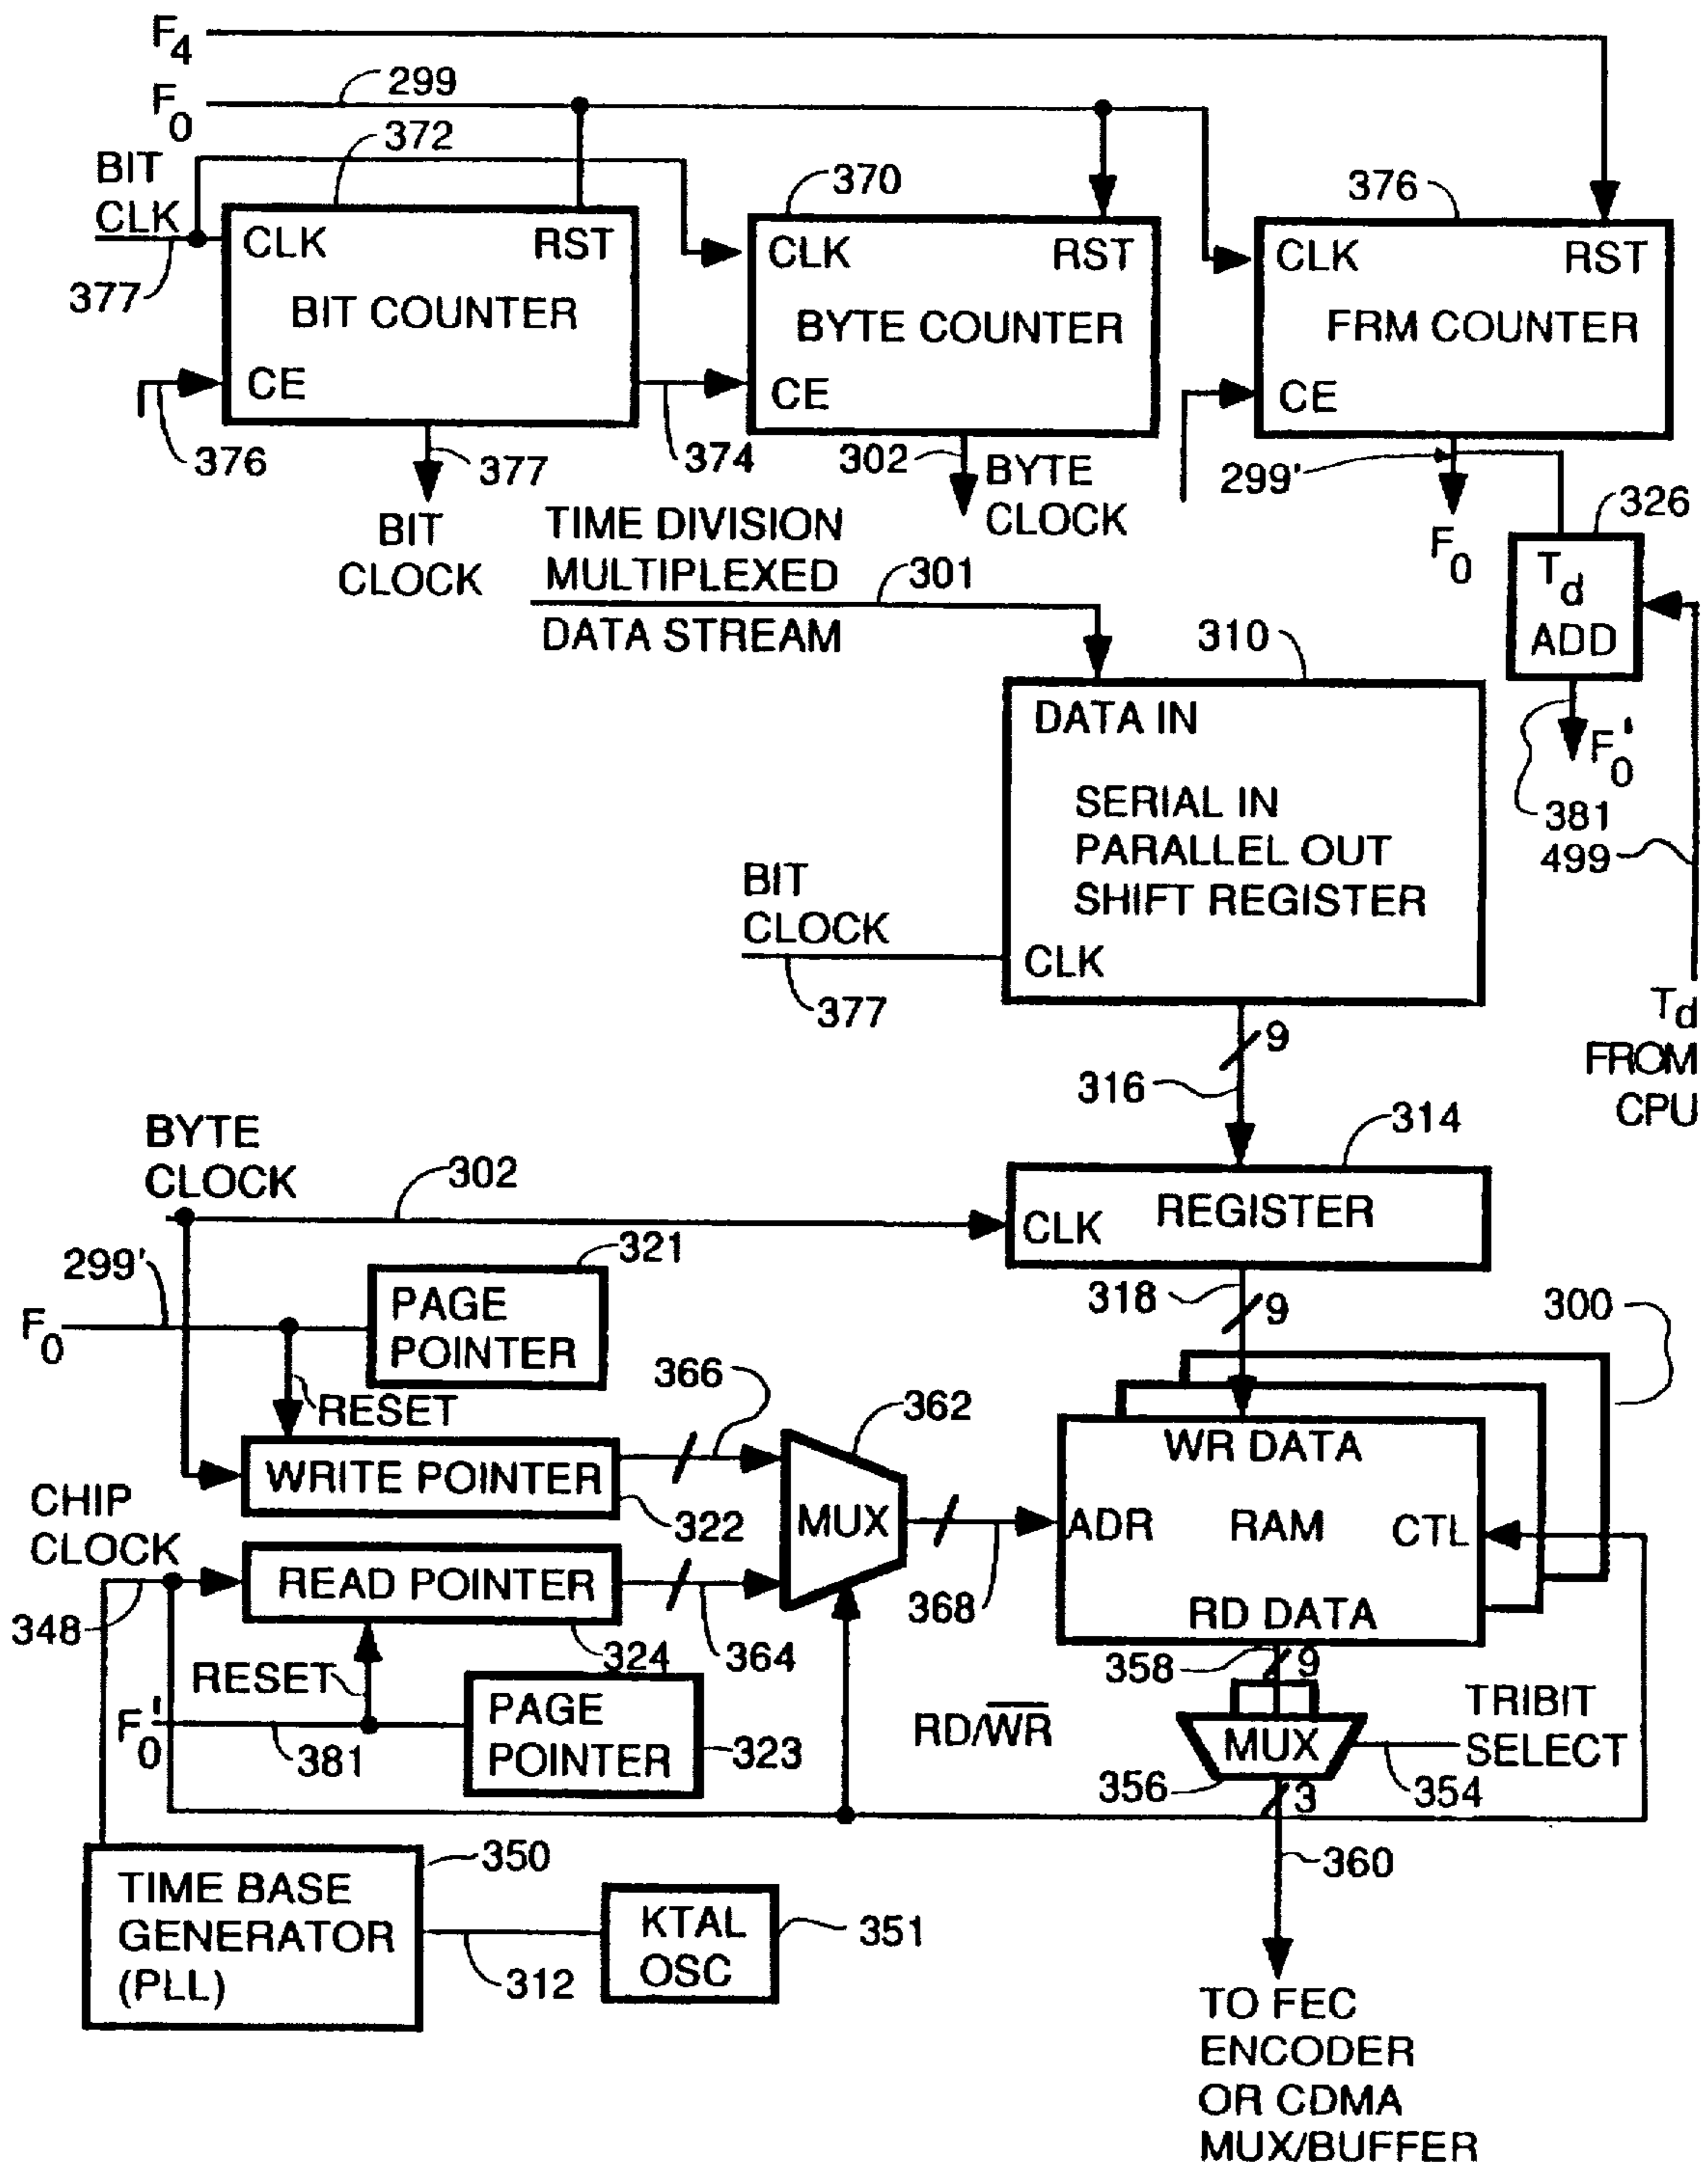 F4
F0
299
372
BIT
CLK
370
376
CLK
RST
BIT COUNTER
CE
377
CLK
RST
BYTE COUNTER
CE
CLK
RST
FRM COUNTER
CE
376
377
374
302
BYTE
CLOCK
299'
326
BIT
CLOCK
TIME DIVISION
MULTIPLEXED
DATA STREAM
301
F0
Td
ADD
310
DATA IN
F0'
SERIAL IN
PARALLEL OUT
SHIFT REGISTER
381
499
BIT
CLOCK
CLK
377
Td
FROM
CPU
9
316
BYTE
CLOCK
314
302
CLK
REGISTER
299'
321
318
9
300
F0
PAGE
POINTER
RESET
366
362
WR DATA
WRITE POINTER
CHIP
CLOCK
322
MUX
ADR
RAM
CTL
READ POINTER
348
324
364
368
RD DATA
358
9
RESET
F0'
381
PAGE
POINTER
323
RD/W̅R̅
MUX
TRIBIT
SELECT
356
3
354
350
360
TIME BASE
GENERATOR
(PLL)
312
KTAL
OSC
351
TO FEC
ENCODER
OR CDMA
MUX/BUFFER